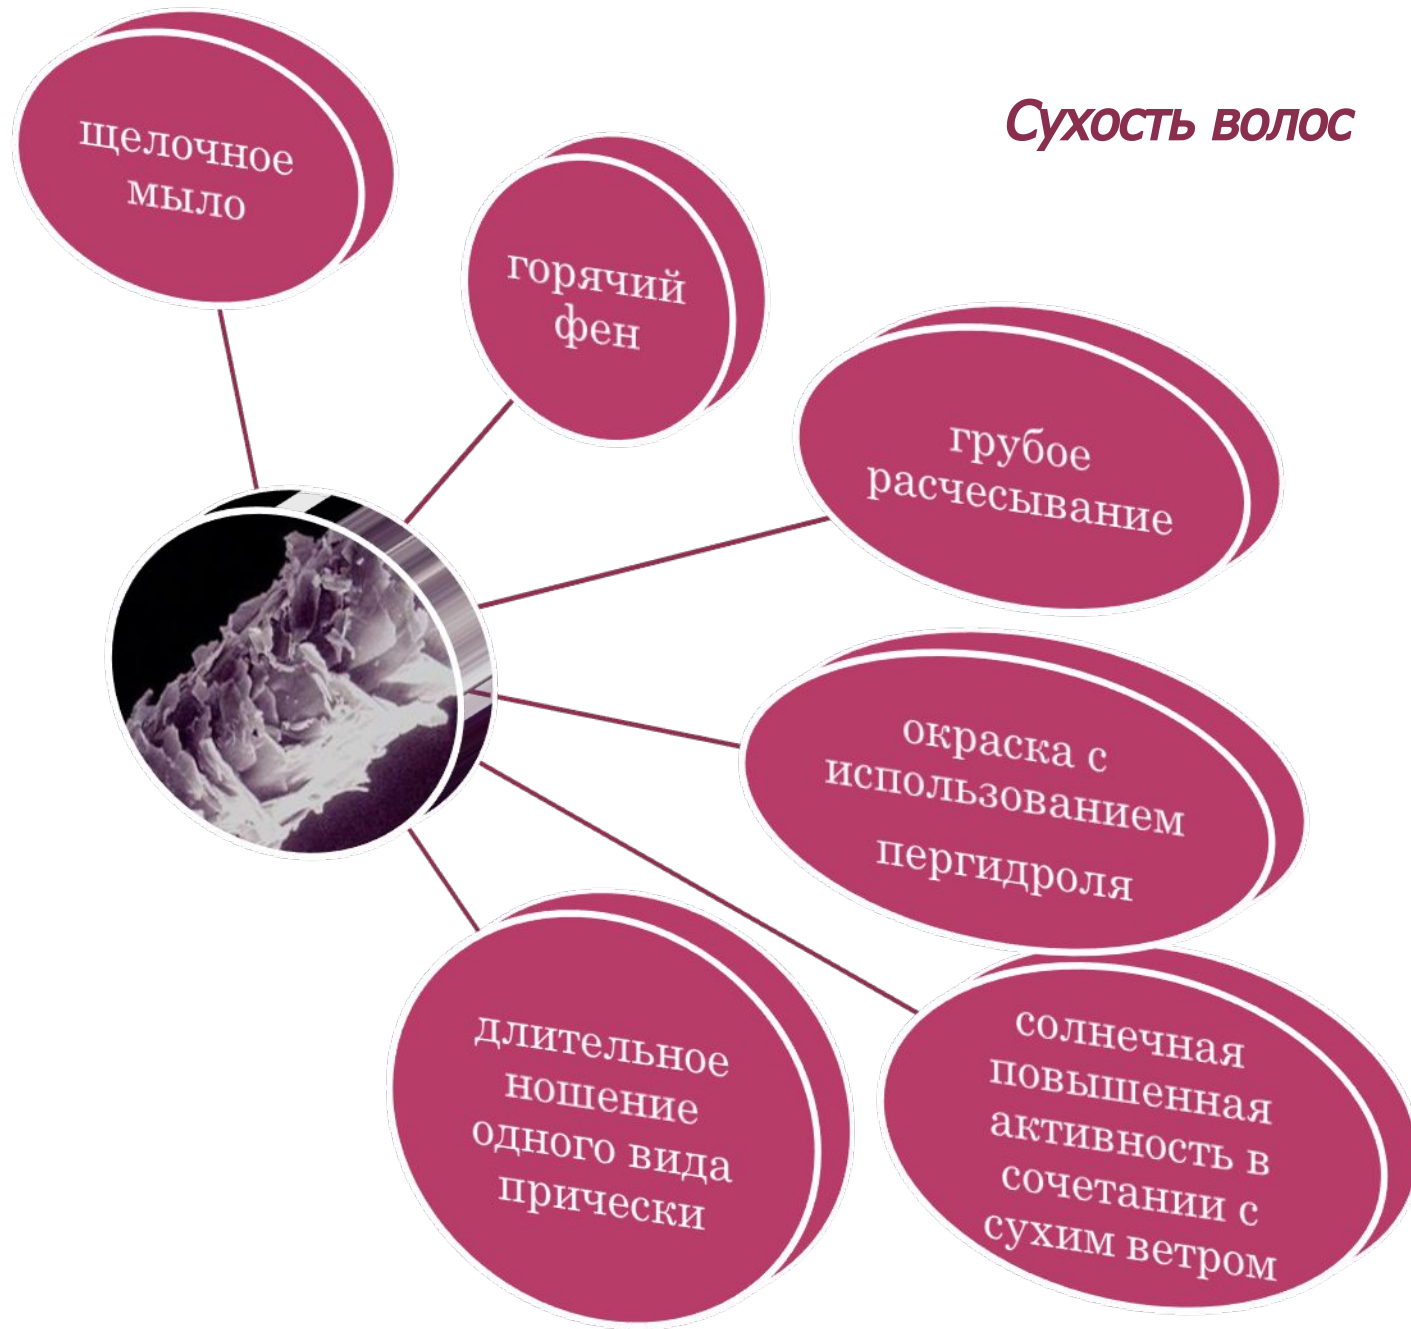 Сухость волос
щелочное
мыло
горячий
фен
грубое
расчесывание
окраска с
использованием
пергидроля
солнечная
повышенная
активность в
сочетании с
сухим ветром
длительное
ношение
одного вида
прически